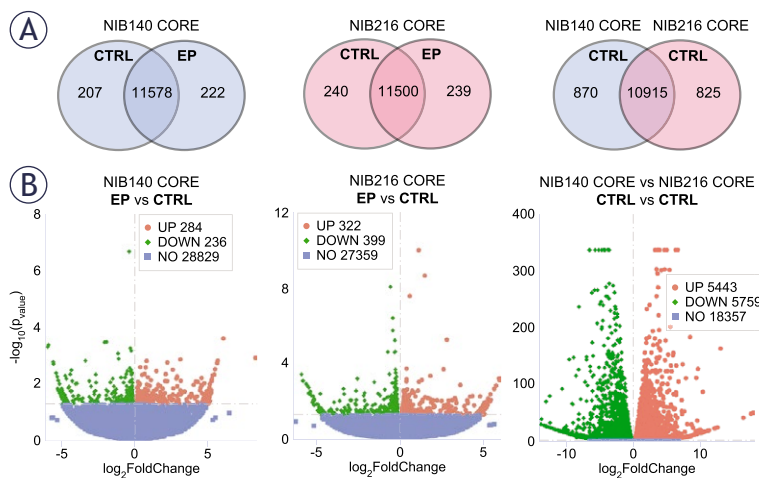 A
NIB140 CORE
CTRL EP
207 11578 222
NIB216 CORE
CTRL EP
240 11500 239
NIB140 CORE NIB216 CORE
CTRL CTRL
870 10915 825
B
NIB140 CORE
EP vs CTRL
UP 284
DOWN 236
NO 28829
-log10(pvalue)
8
6
4
2
0
-5 0 5
log2FoldChange
NIB216 CORE
EP vs CTRL
UP 322
DOWN 399
NO 27359
12
8
4
0
-5 0 5
log2FoldChange
NIB140 CORE vs NIB216 CORE
CTRL vs CTRL
UP 5443
DOWN 5759
NO 18357
400
300
200
100
0
-10 0 10
log2FoldChange